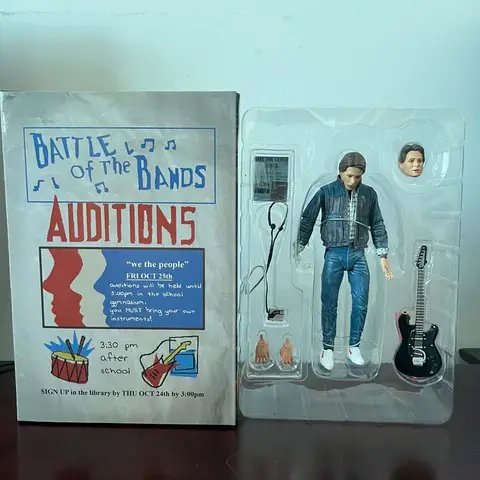 BATTLE
Of The
BANDS
AUDITIONS
"we the people"
FRI OCT 25th
auditions will be held until
5:00pm in the school
gymnasium.
you MUST bring your own
instruments!
3:30 pm
after
school
SIGN UP in the library by THU OCT 24th by 3:00pm